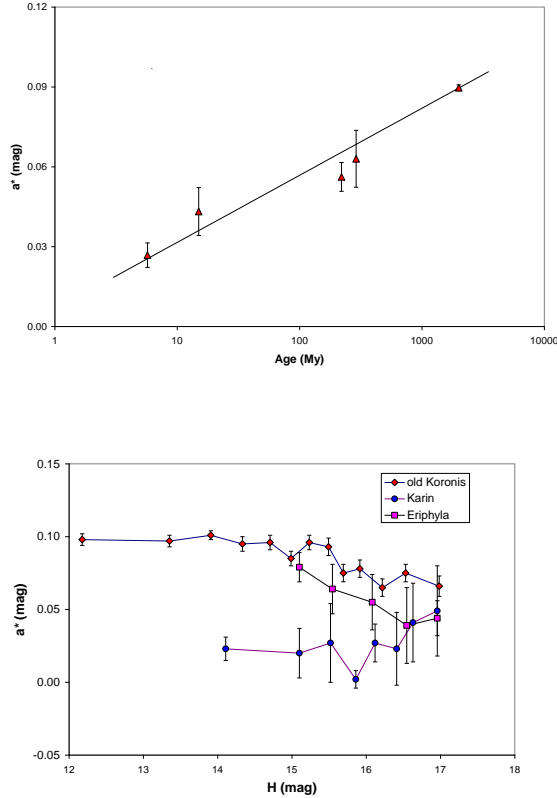 0.12
0.09
0.06
0.03
0.00
a* (mag)
1 10 100 1000 10000
Age (My)
0.15
0.10
0.05
0.00
-0.05
a* (mag)
old Koronis
Karin
Eriphyla
12 13 14 15 16 17 18
H (mag)